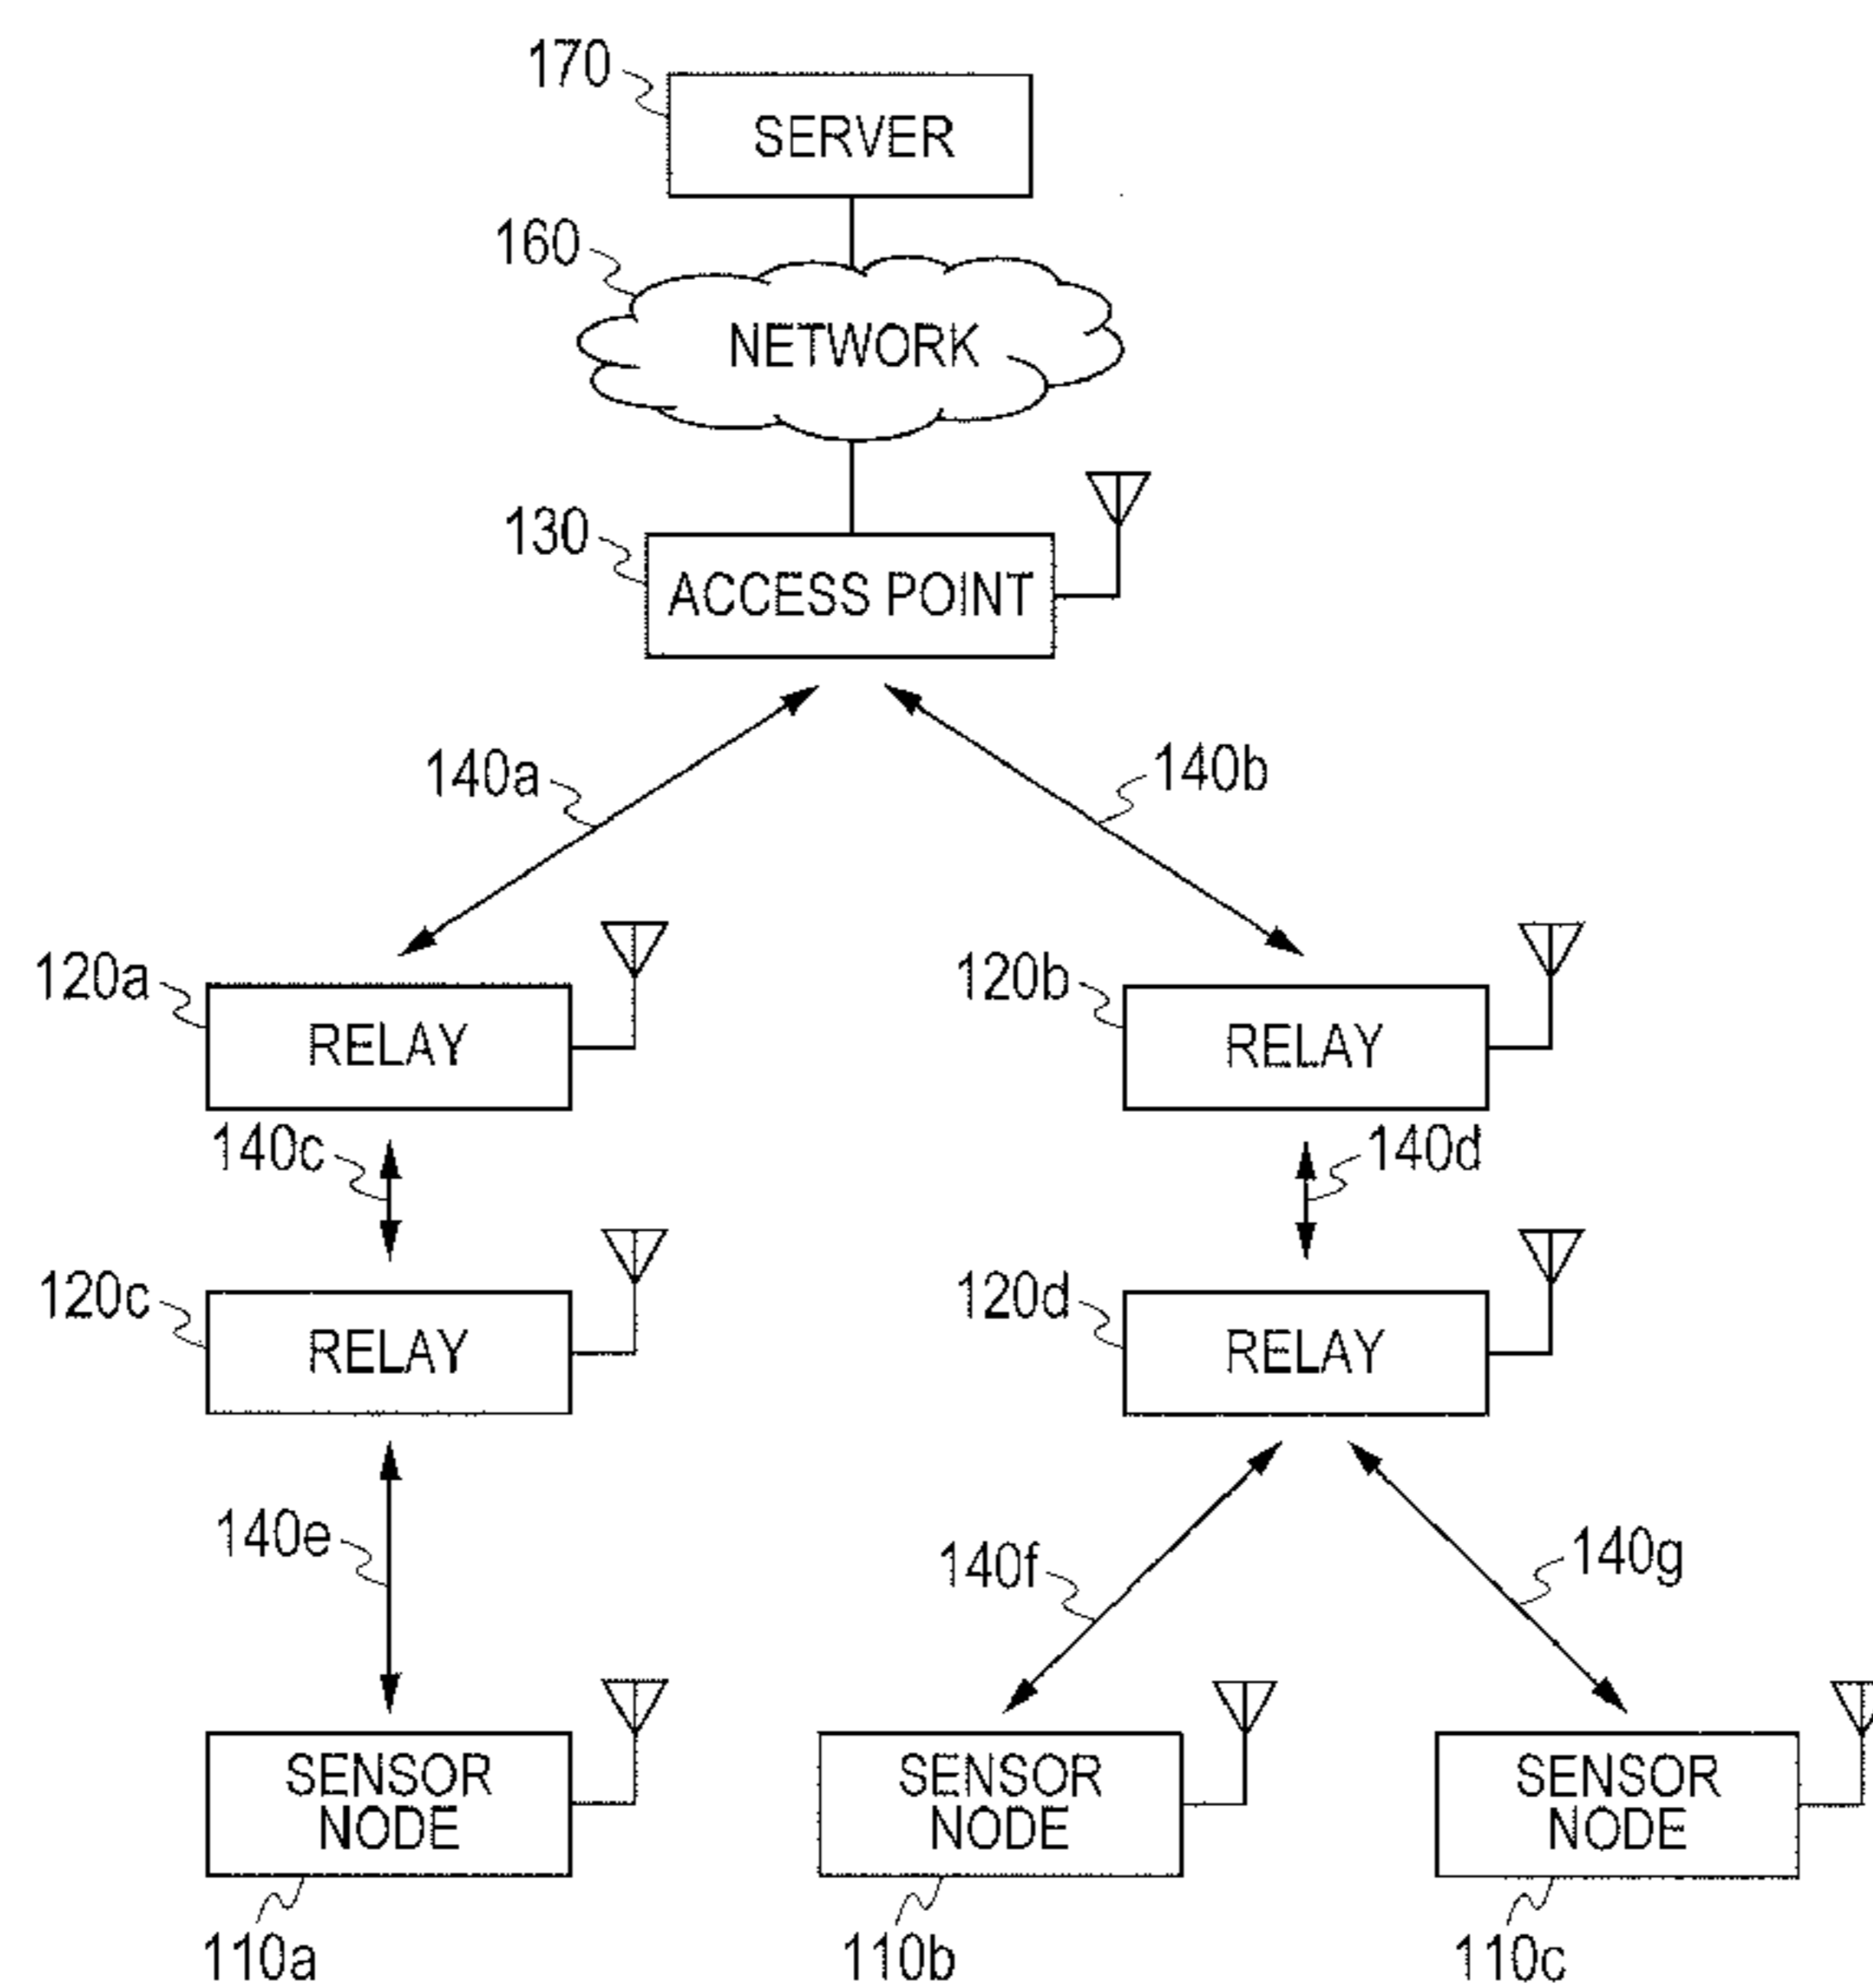 170
SERVER
160
NETWORK
130
ACCESS POINT
140a
140b
120a
RELAY
120b
RELAY
140c
140d
120c
RELAY
120d
RELAY
140e
140f
140g
SENSOR
NODE
SENSOR
NODE
SENSOR
NODE
110a
110b
110c